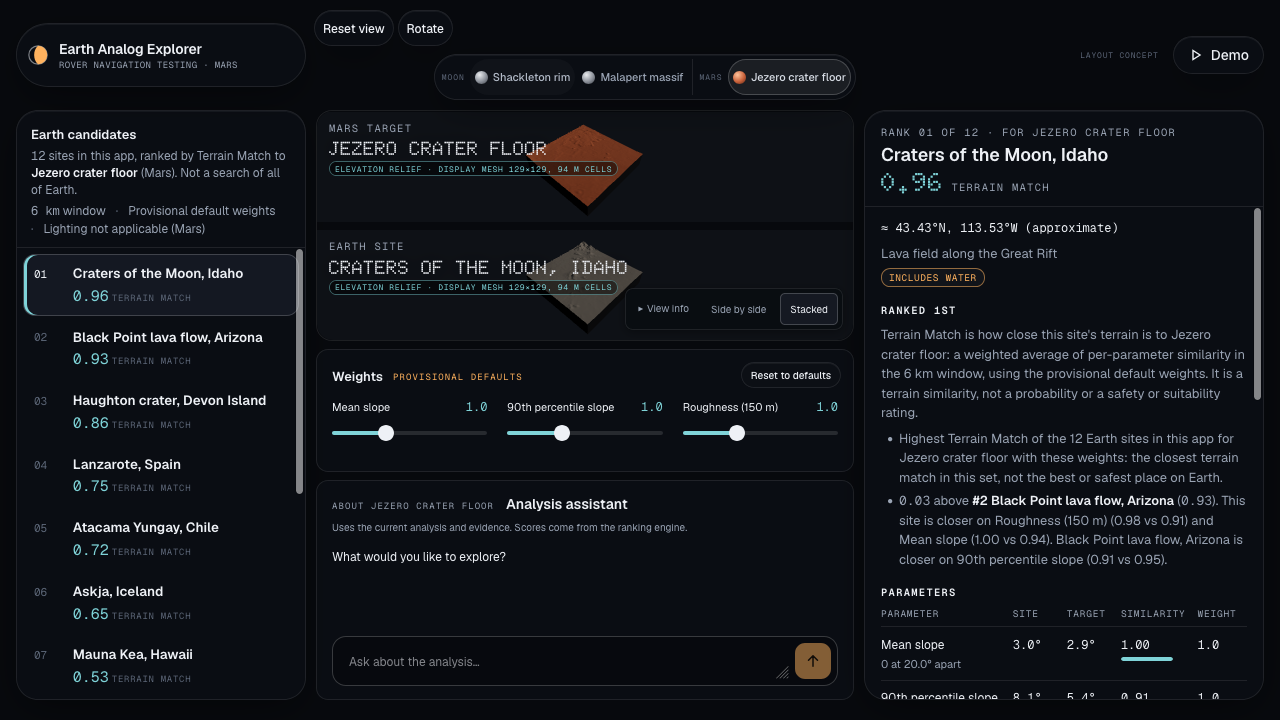 Earth Analog Explorer
ROVER NAVIGATION TESTING · MARS
Reset view
Rotate
MOON
Shackleton rim
Malapert massif
MARS
Jezero crater floor
LAYOUT CONCEPT
Demo
Earth candidates
12 sites in this app, ranked by Terrain Match to
Jezero crater floor (Mars). Not a search of all
of Earth.
6 km window · Provisional default weights
· Lighting not applicable (Mars)
01 Craters of the Moon, Idaho
0.96 TERRAIN MATCH
02 Black Point lava flow, Arizona
0.93 TERRAIN MATCH
03 Haughton crater, Devon Island
0.86 TERRAIN MATCH
04 Lanzarote, Spain
0.75 TERRAIN MATCH
05 Atacama Yungay, Chile
0.72 TERRAIN MATCH
06 Askja, Iceland
0.65 TERRAIN MATCH
07 Mauna Kea, Hawaii
0.53 TERRAIN MATCH
MARS TARGET
JEZERO CRATER FLOOR
ELEVATION RELIEF · DISPLAY MESH 129×129, 94 M CELLS
EARTH SITE
CRATERS OF THE MOON, IDAHO
ELEVATION RELIEF · DISPLAY MESH 129×129, 94 M CELLS
▸ View info
Side by side
Stacked
Weights PROVISIONAL DEFAULTS
Reset to defaults
Mean slope 1.0
90th percentile slope 1.0
Roughness (150 m) 1.0
ABOUT JEZERO CRATER FLOOR Analysis assistant
Uses the current analysis and evidence. Scores come from the ranking engine.
What would you like to explore?
Ask about the analysis…
RANK 01 OF 12 · FOR JEZERO CRATER FLOOR
Craters of the Moon, Idaho
0.96 TERRAIN MATCH
≈ 43.43°N, 113.53°W (approximate)
Lava field along the Great Rift
INCLUDES WATER
RANKED 1ST
Terrain Match is how close this site's terrain is to Jezero
crater floor: a weighted average of per-parameter similarity in
the 6 km window, using the provisional default weights. It is a
terrain similarity, not a probability or a safety or suitability
rating.
• Highest Terrain Match of the 12 Earth sites in this app for
Jezero crater floor with these weights: the closest terrain
match in this set, not the best or safest place on Earth.
• 0.03 above #2 Black Point lava flow, Arizona (0.93). This
site is closer on Roughness (150 m) (0.98 vs 0.91) and
Mean slope (1.00 vs 0.94). Black Point lava flow, Arizona is
closer on 90th percentile slope (0.91 vs 0.95).
PARAMETERS
PARAMETER SITE TARGET SIMILARITY WEIGHT
Mean slope 3.0° 2.9° 1.00 1.0
0 at 20.0° apart
90th percentile slope 8.1° 5.4° 0.91 1.0